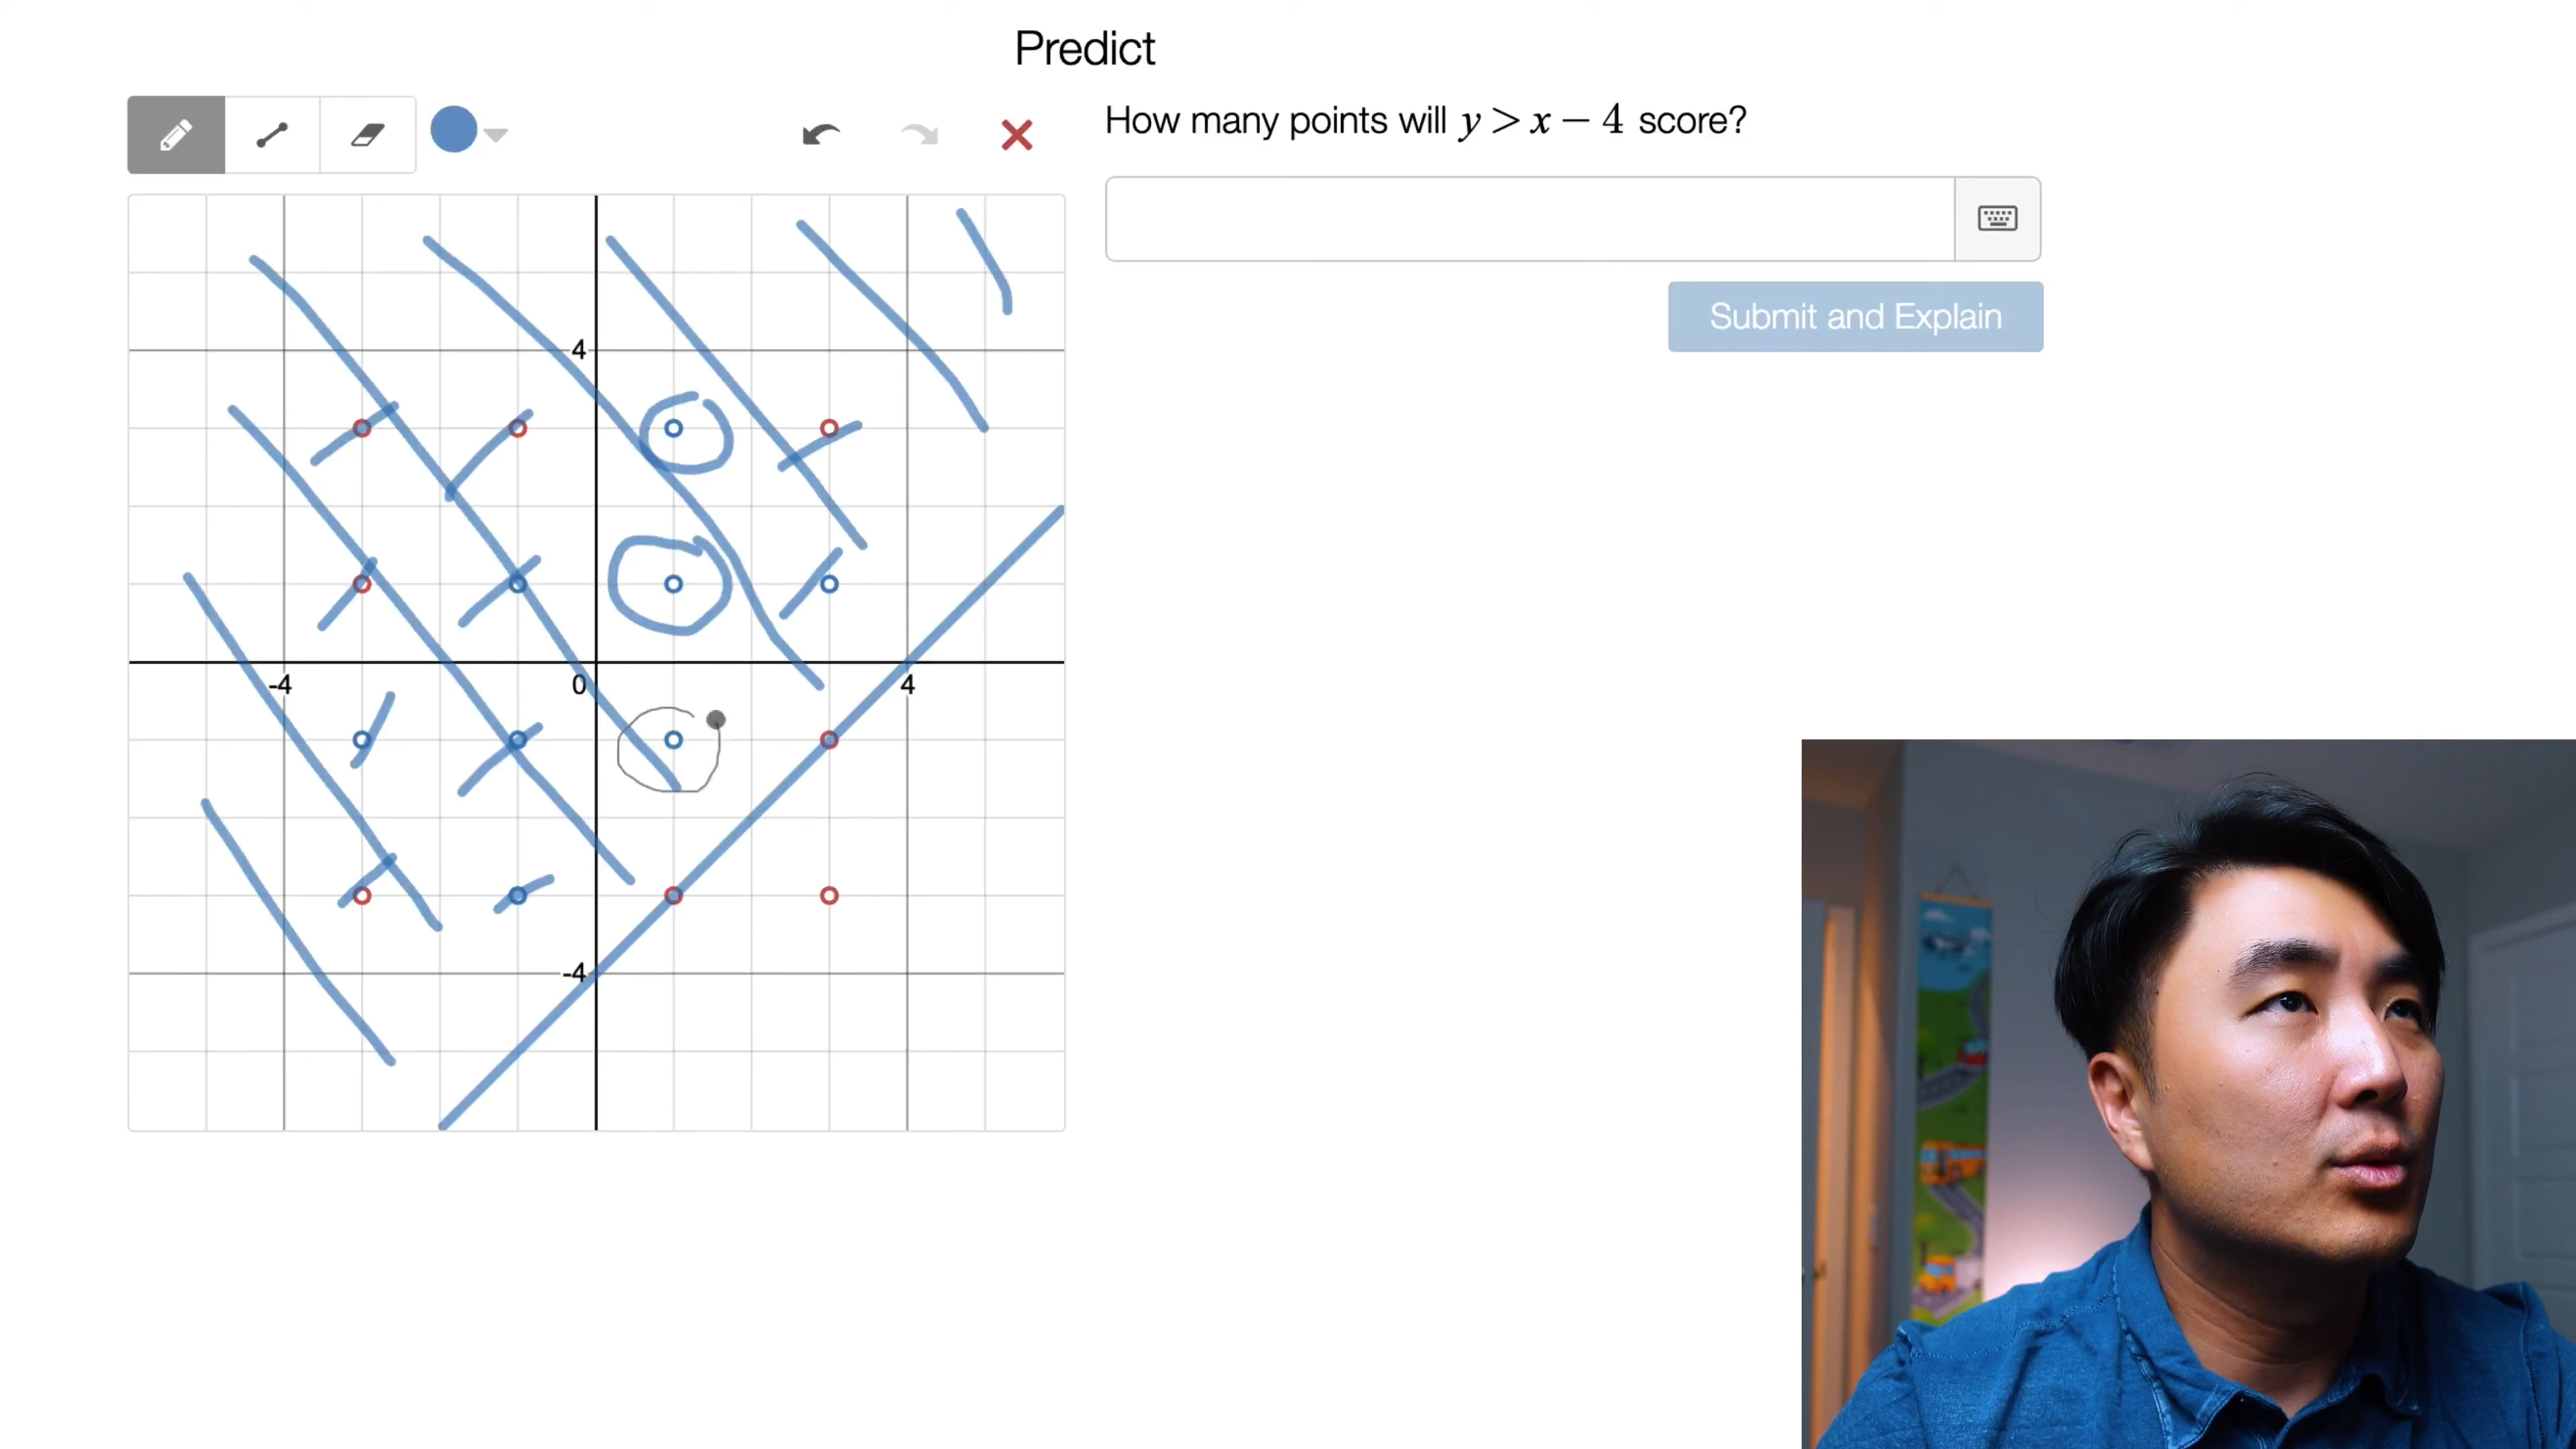 Predict
How many points will y > x − 4 score?
Submit and Explain
4
-4
0
4
-4